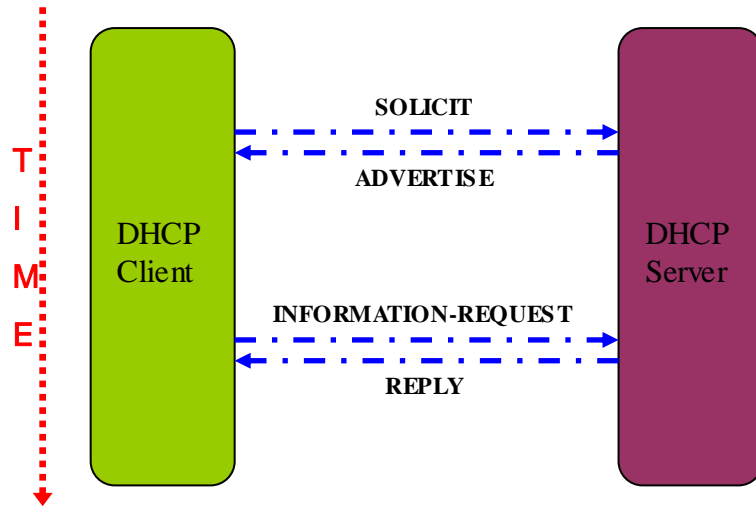 SOLICIT
ADVERTISE
T
I
M
E
DHCP
Client
DHCP
Server
INFORMATION-REQUEST
REPLY